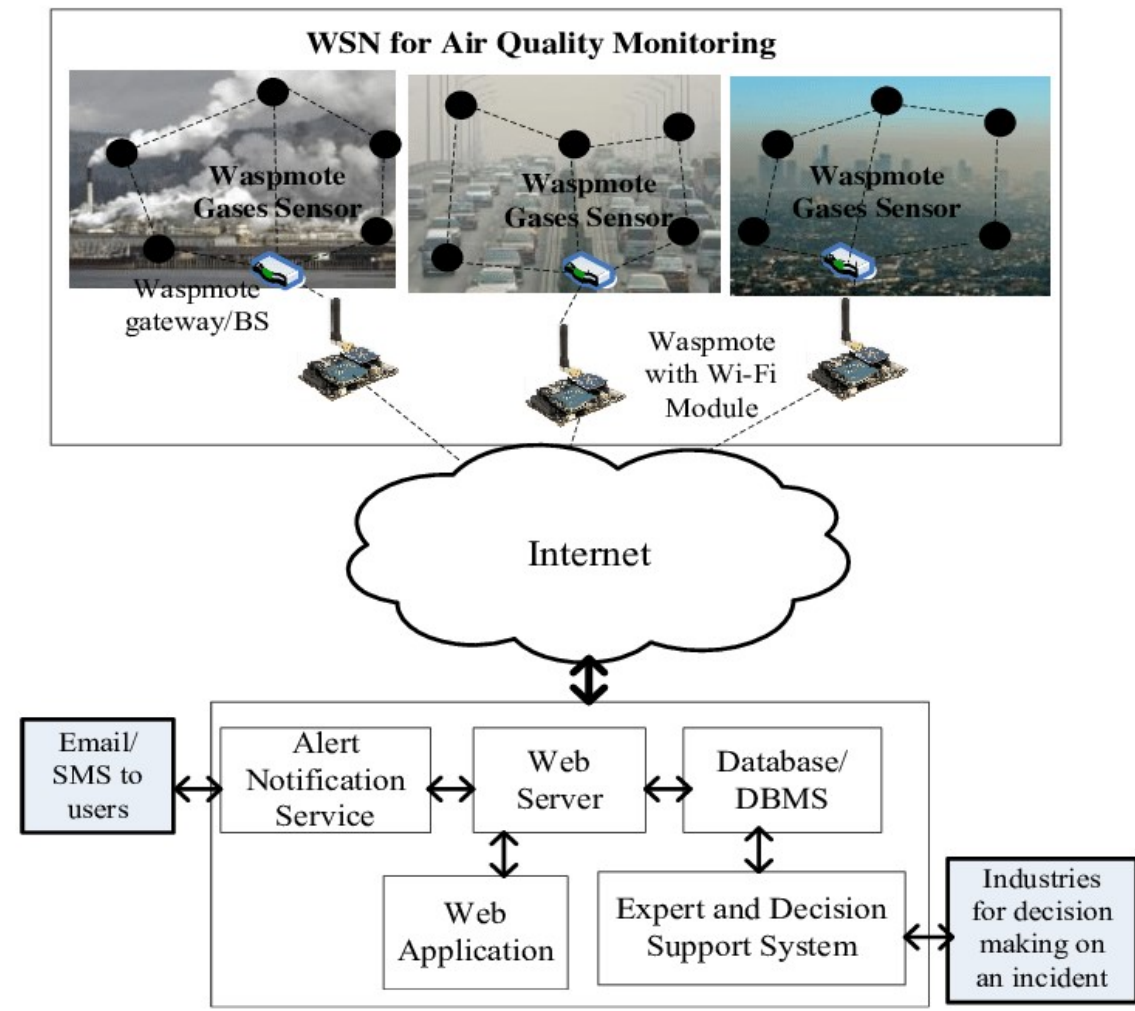 WSN for Air Quality Monitoring
Waspmote
Gases Sensor
Waspmote
Gases Sensor
Waspmote
Gases Sensor
Waspmote
gateway/BS
Waspmote
with Wi-Fi
Module
Internet
Email/
SMS to
users
Alert
Notification
Service
Web
Server
Database/
DBMS
Web
Application
Expert and Decision
Support System
Industries
for decision
making on
an incident